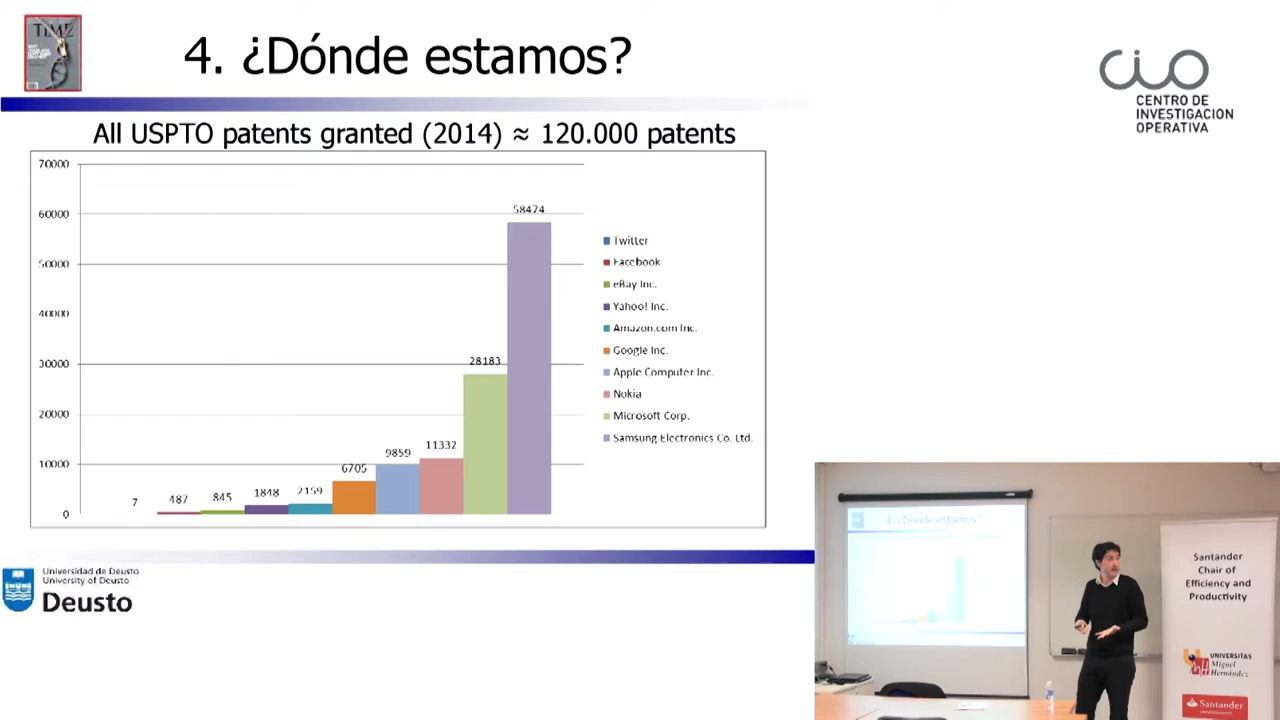 TIME
4. ¿Dónde estamos?
CIO
CENTRO DE
INVESTIGACIÓN
OPERATIVA
All USPTO patents granted (2014) ≈ 120.000 patents
70000
60000
50000
40000
30000
20000
10000
0
7
487
845
1848
2159
6705
9859
11332
28183
58474
Twitter
Facebook
eBay Inc.
Yahoo! Inc.
Amazon.com Inc.
Google Inc.
Apple Computer Inc.
Nokia
Microsoft Corp.
Samsung Electronics Co. Ltd.
Universidad de Deusto
University of Deusto
Deusto
4. ¿Dónde estamos?
Santander
Chair of
Efficiency and
Productivity
UNIVERSITAS
Miguel
Hernández
Santander